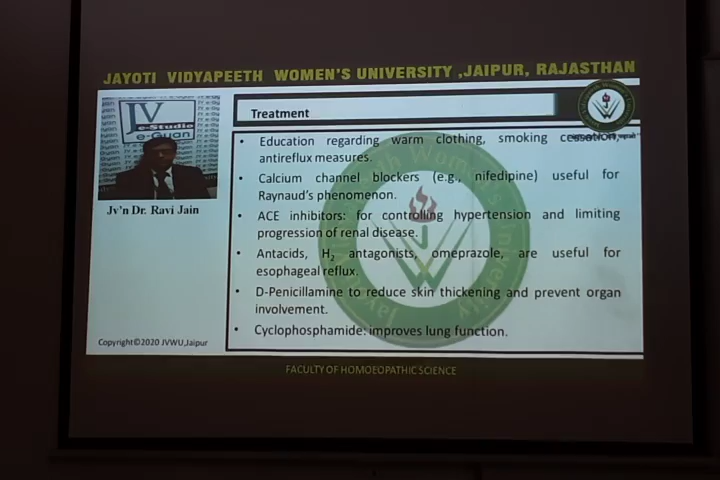 JAYOTI VIDYAPEETH WOMEN'S UNIVERSITY ,JAIPUR, RAJASTHAN
JV
e-Studio
e-Gyan
Jv'n Dr. Ravi Jain
Treatment
• Education regarding warm clothing, smoking cessation,
antireflux measures.
• Calcium channel blockers (e.g., nifedipine) useful for
Raynaud's phenomenon.
• ACE inhibitors: for controlling hypertension and limiting
progression of renal disease.
• Antacids, H2 antagonists, omeprazole, are useful for
esophageal reflux.
• D-Penicillamine to reduce skin thickening and prevent organ
involvement.
• Cyclophosphamide: improves lung function.
Copyright©2020 JVWU,Jaipur
FACULTY OF HOMOEOPATHIC SCIENCE